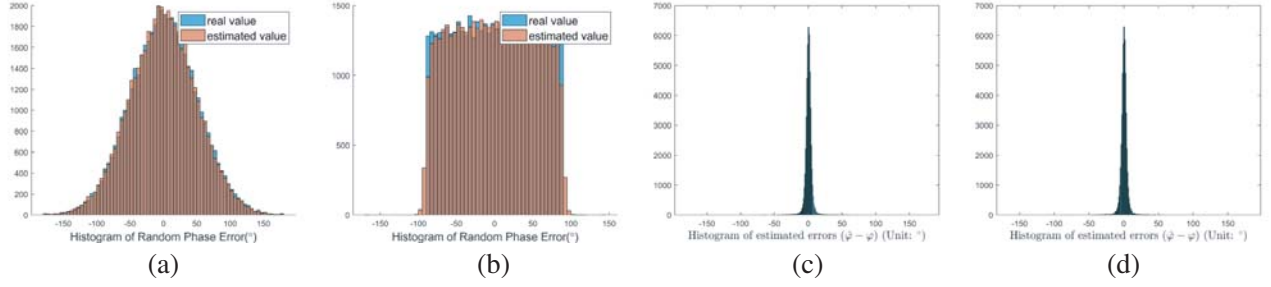 2000
1800
1600
1400
1200
1000
800
600
400
200
0
-150 -100 -50 0 50 100 150
real value
estimated value
Histogram of Random Phase Error(°)
(a)
1500
1000
500
0
-150 -100 -50 0 50 100 150
real value
estimated value
Histogram of Random Phase Error(°)
(b)
7000
6000
5000
4000
3000
2000
1000
0
-150 -100 -50 0 50 100 150
Histogram of estimated errors (φ̂ − φ) (Unit: °)
(c)
7000
6000
5000
4000
3000
2000
1000
0
-150 -100 -50 0 50 100 150
Histogram of estimated errors (φ̂ − φ) (Unit: °)
(d)